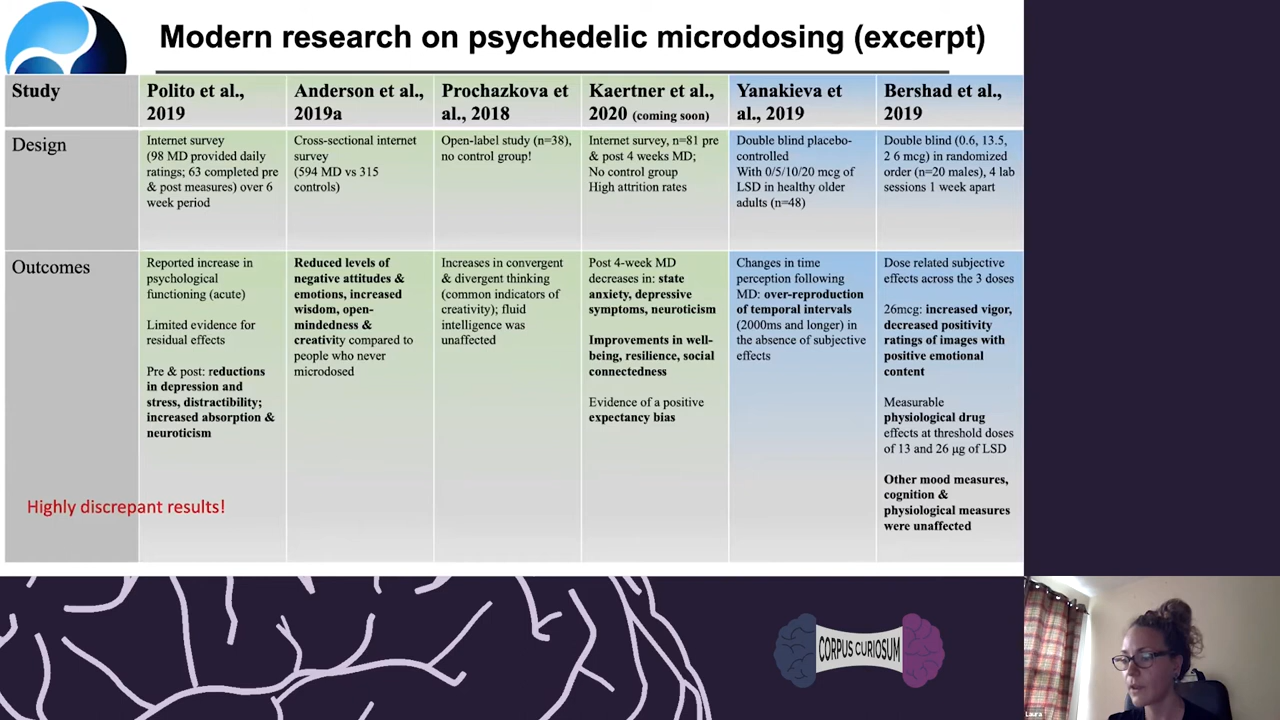 Modern research on psychedelic microdosing (excerpt)
Study
Polito et al.,
2019
Anderson et al.,
2019a
Prochazkova et
al., 2018
Kaertner et al.,
2020 (coming soon)
Yanakieva et
al., 2019
Bershad et al.,
2019
Design
Internet survey
(98 MD provided daily
ratings; 63 completed pre
& post measures) over 6
week period
Cross-sectional internet
survey
(594 MD vs 315
controls)
Open-label study (n=38),
no control group!
Internet survey, n=81 pre
& post 4 weeks MD;
No control group
High attrition rates
Double blind placebo-
controlled
With 0/5/10/20 mcg of
LSD in healthy older
adults (n=48)
Double blind (0.6, 13.5,
2 6 mcg) in randomized
order (n=20 males), 4 lab
sessions 1 week apart
Outcomes
Reported increase in
psychological
functioning (acute)
Limited evidence for
residual effects
Pre & post: reductions
in depression and
stress, distractibility;
increased absorption &
neuroticism
Reduced levels of
negative attitudes &
emotions, increased
wisdom, open-
mindedness &
creativity compared to
people who never
microdosed
Increases in convergent
& divergent thinking
(common indicators of
creativity); fluid
intelligence was
unaffected
Post 4-week MD
decreases in: state
anxiety, depressive
symptoms, neuroticism
Improvements in well-
being, resilience, social
connectedness
Evidence of a positive
expectancy bias
Changes in time
perception following
MD: over-reproduction
of temporal intervals
(2000ms and longer) in
the absence of subjective
effects
Dose related subjective
effects across the 3 doses
26mcg: increased vigor,
decreased positivity
ratings of images with
positive emotional
content
Measurable
physiological drug
effects at threshold doses
of 13 and 26 µg of LSD
Other mood measures,
cognition &
physiological measures
were unaffected
Highly discrepant results!
CORPUS CURIOSUM
Laura